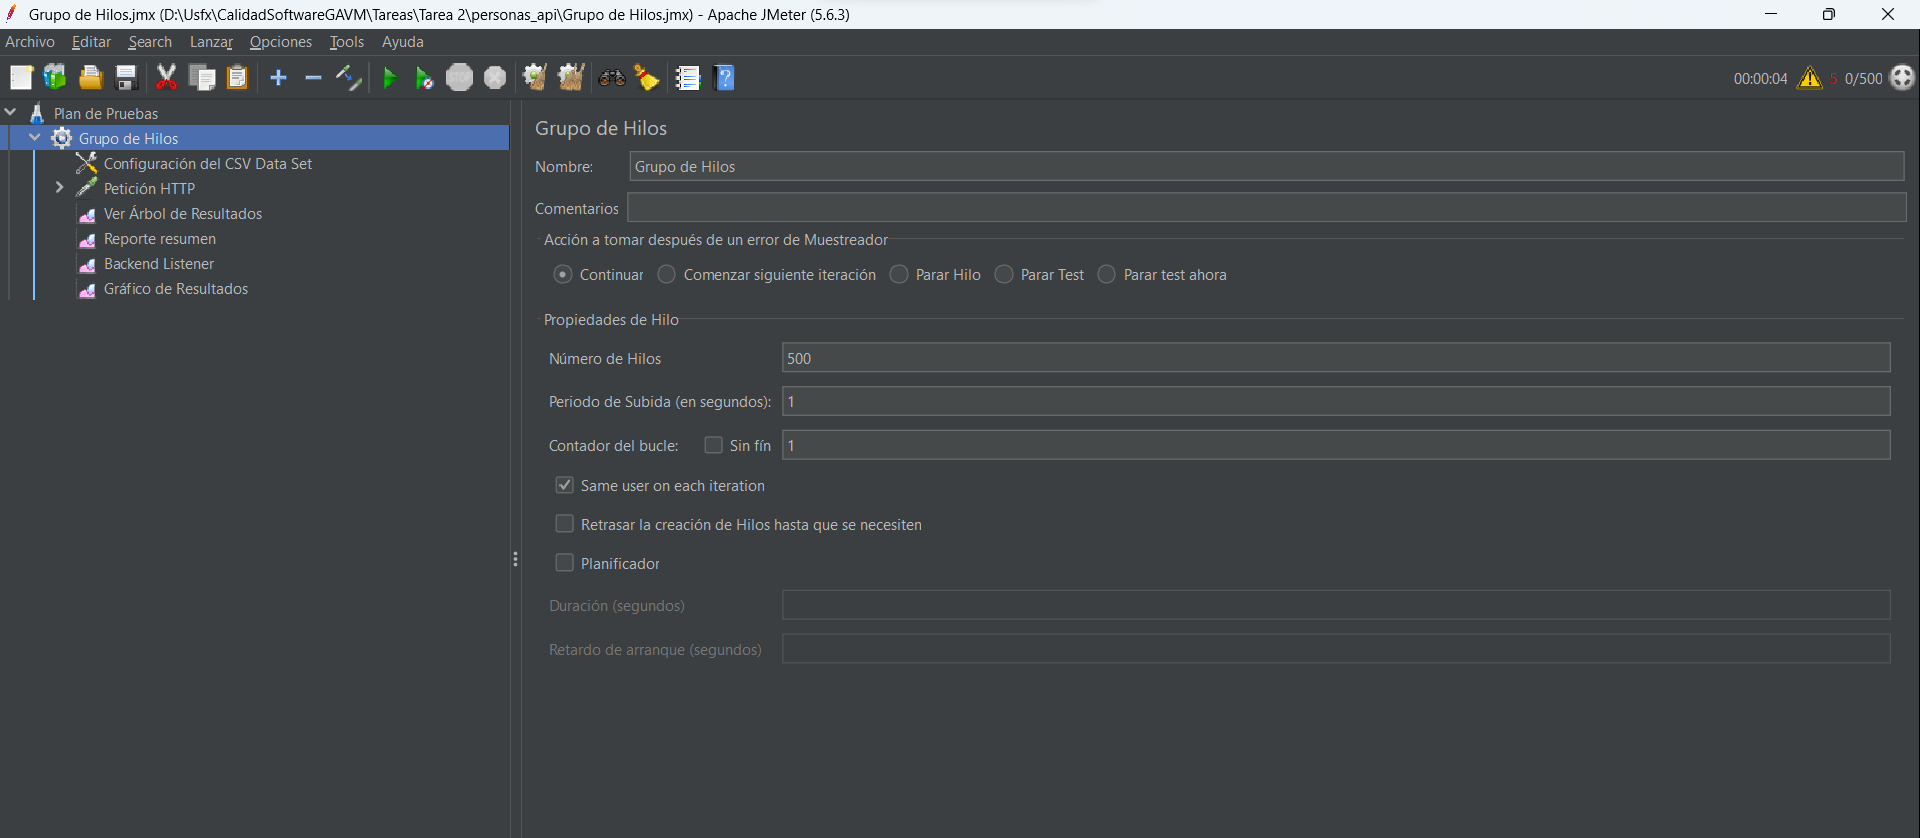 Grupo de Hilos.jmx (D:\Usfx\CalidadSoftwareGAVM\Tareas\Tarea 2\personas_api\Grupo de Hilos.jmx) - Apache JMeter (5.6.3)
Archivo Editar Search Lanzar Opciones Tools Ayuda
STOP
00:00:04 5 0/500
Plan de Pruebas
Grupo de Hilos
Configuración del CSV Data Set
Petición HTTP
Ver Árbol de Resultados
Reporte resumen
Backend Listener
Gráfico de Resultados
Grupo de Hilos
Nombre: Grupo de Hilos
Comentarios
Acción a tomar después de un error de Muestreador
Continuar Comenzar siguiente iteración Parar Hilo Parar Test Parar test ahora
Propiedades de Hilo
Número de Hilos 500
Periodo de Subida (en segundos): 1
Contador del bucle: Sin fín 1
Same user on each iteration
Retrasar la creación de Hilos hasta que se necesiten
Planificador
Duración (segundos)
Retardo de arranque (segundos)